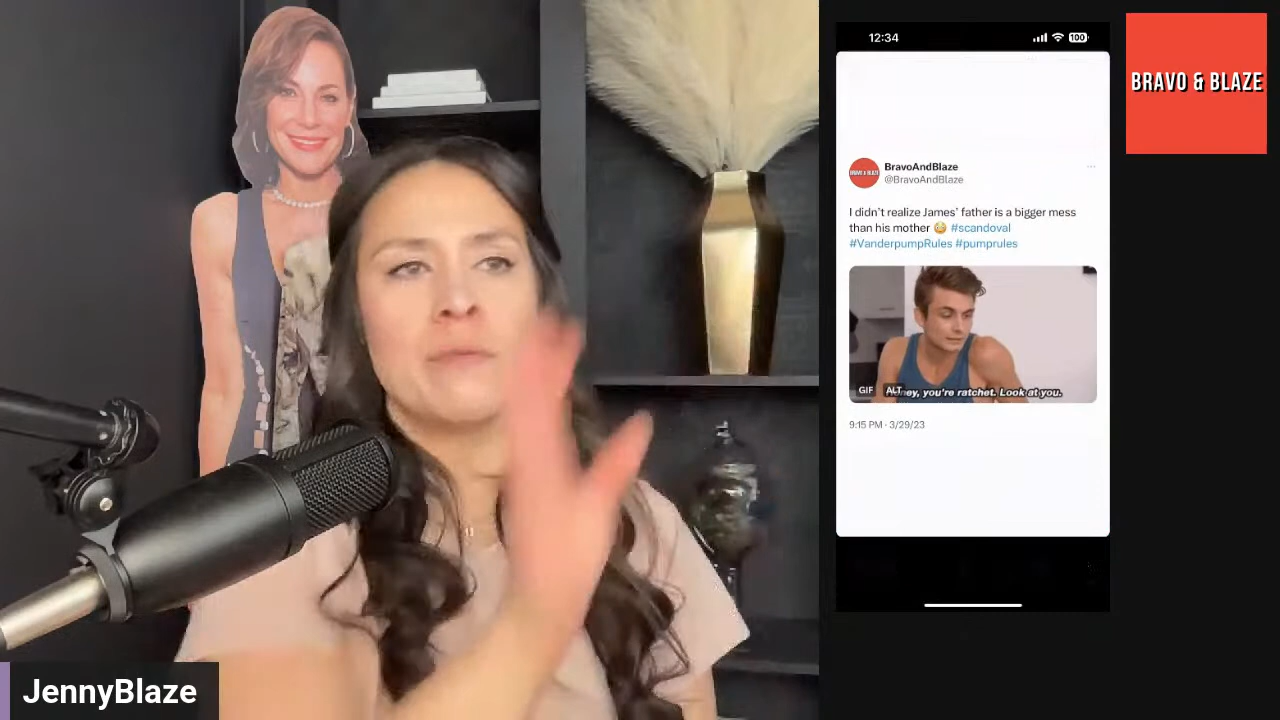 12:34
100
BRAVO & BLAZE
BravoAndBlaze
@BravoAndBlaze
I didn't realize James' father is a bigger mess
than his mother 😳 #scandoval
#VanderpumpRules #pumprules
GIF ALT
you're ratchet. Look at you.
9:15 PM · 3/29/23
JennyBlaze